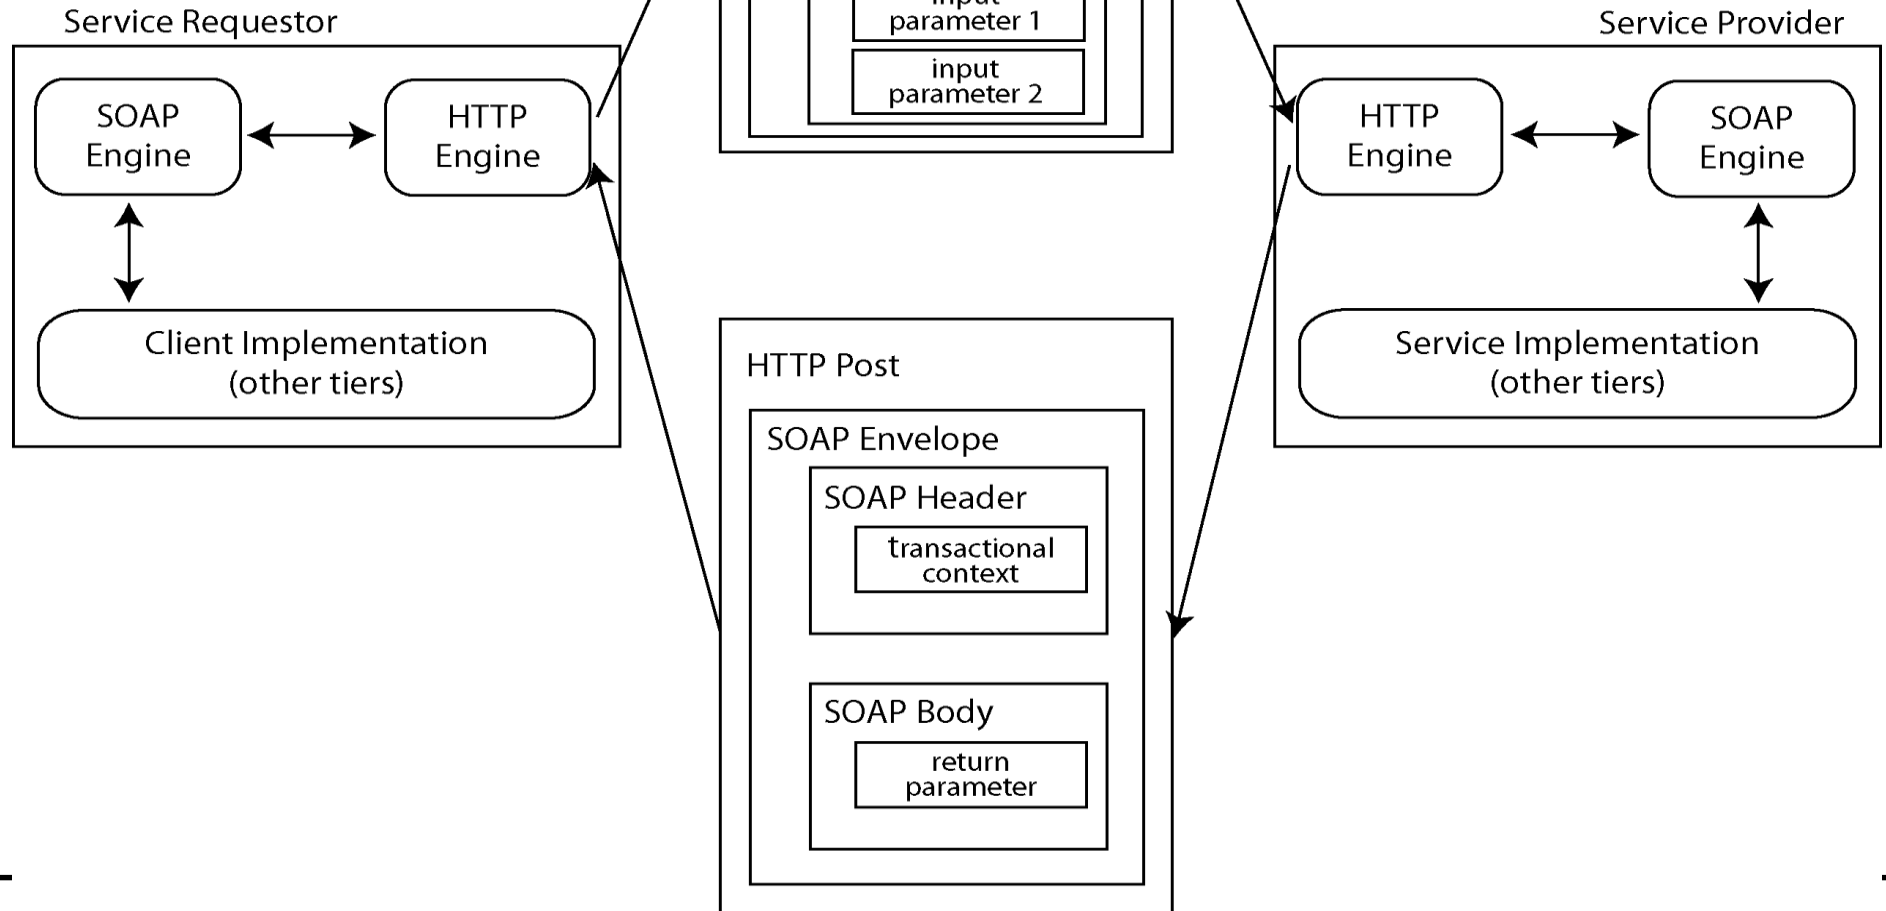 Service Requestor
SOAP
Engine
HTTP
Engine
Client Implementation
(other tiers)
input
parameter 1
input
parameter 2
HTTP Post
SOAP Envelope
SOAP Header
transactional
context
SOAP Body
return
parameter
Service Provider
HTTP
Engine
SOAP
Engine
Service Implementation
(other tiers)